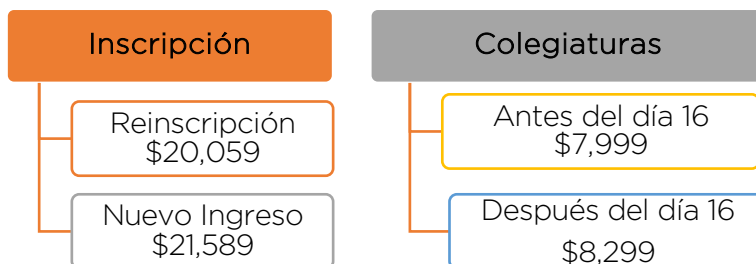 Inscripción
Reinscripción
$20,059
Nuevo Ingreso
$21,589
Colegiaturas
Antes del día 16
$7,999
Después del día 16
$8,299